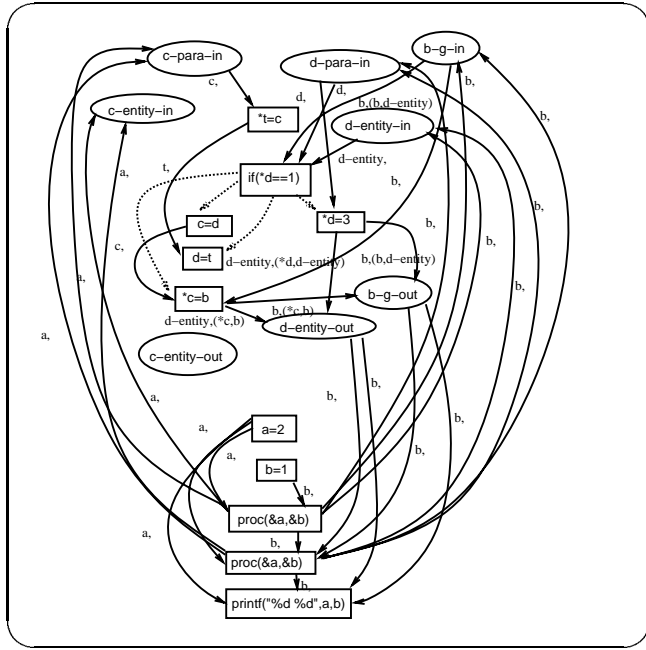 c-para-in
d-para-in
b-g-in
c,
d,
d,
b,
b,(b,d-entity)
c-entity-in
*t=c
d-entity-in
b,
a,
a,
t,
d-entity,
if(*d==1)
b,
b,
c=d
*d=3
b,
c,
d=t
d-entity,(*d,d-entity)
b,(b,d-entity)
b,
a,
b,
*c=b
b-g-out
d-entity,(*c,b)
b,(*c,b)
d-entity-out
a,
c-entity-out
b,
b,
a,
b,
a,
a=2
a,
b,
b=1
b,
proc(&a,&b)
a,
b,
proc(&a,&b)
b,
printf("%d %d",a,b)